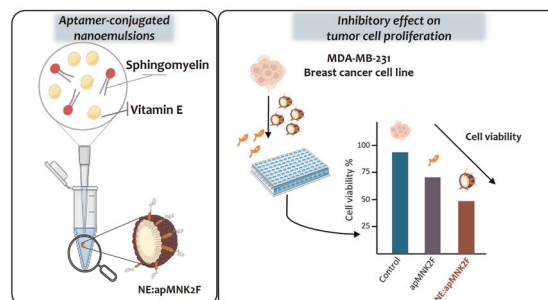 Aptamer-conjugated
nanoemulsions
Sphingomyelin
Vitamin E
NE:apMNK2F
Inhibitory effect on
tumor cell proliferation
MDA-MB-231
Breast cancer cell line
Cell viability
Cell viability %
100
75
50
25
Control
apMNK2F
NE:apMNK2F